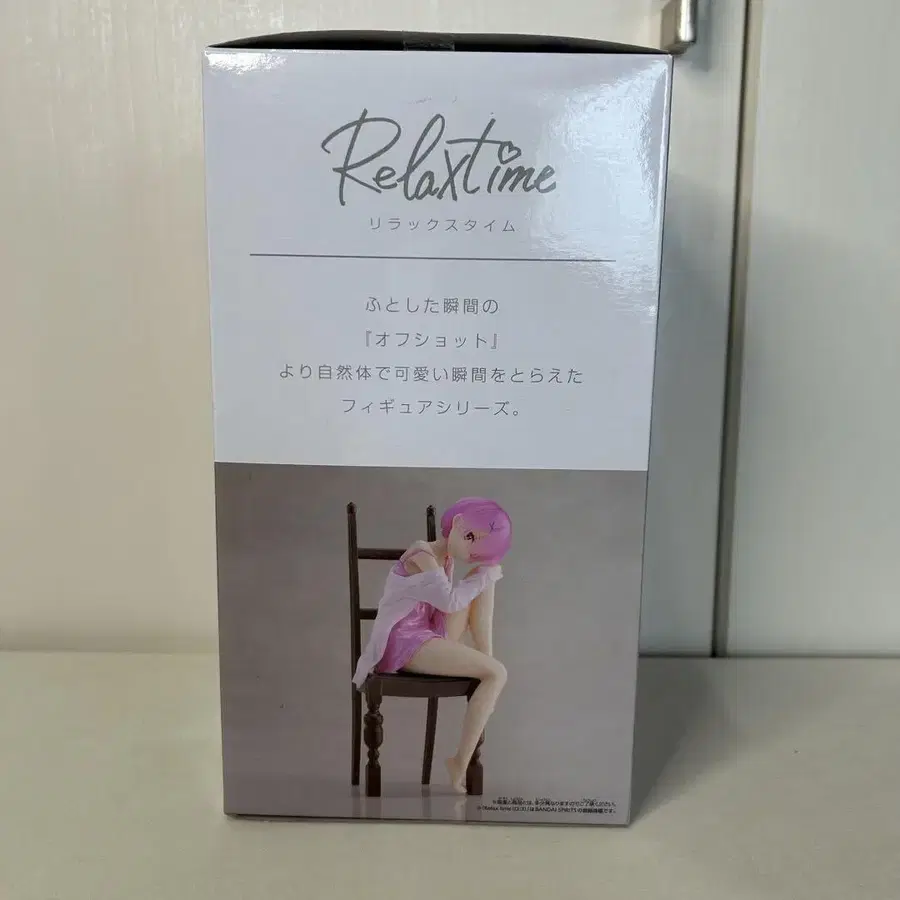 Relaxtime
リラックスタイム
ふとした瞬間の
『オフショット』
より自然体で可愛い瞬間をとらえた
フィギュアシリーズ。